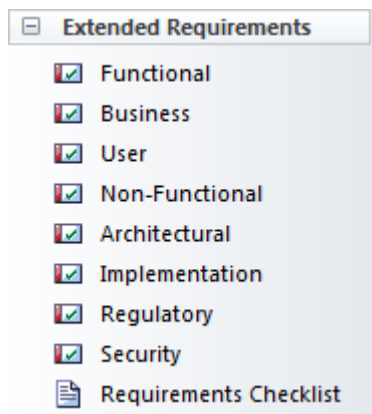 Extended Requirements
Functional
Business
User
Non-Functional
Architectural
Implementation
Regulatory
Security
Requirements Checklist